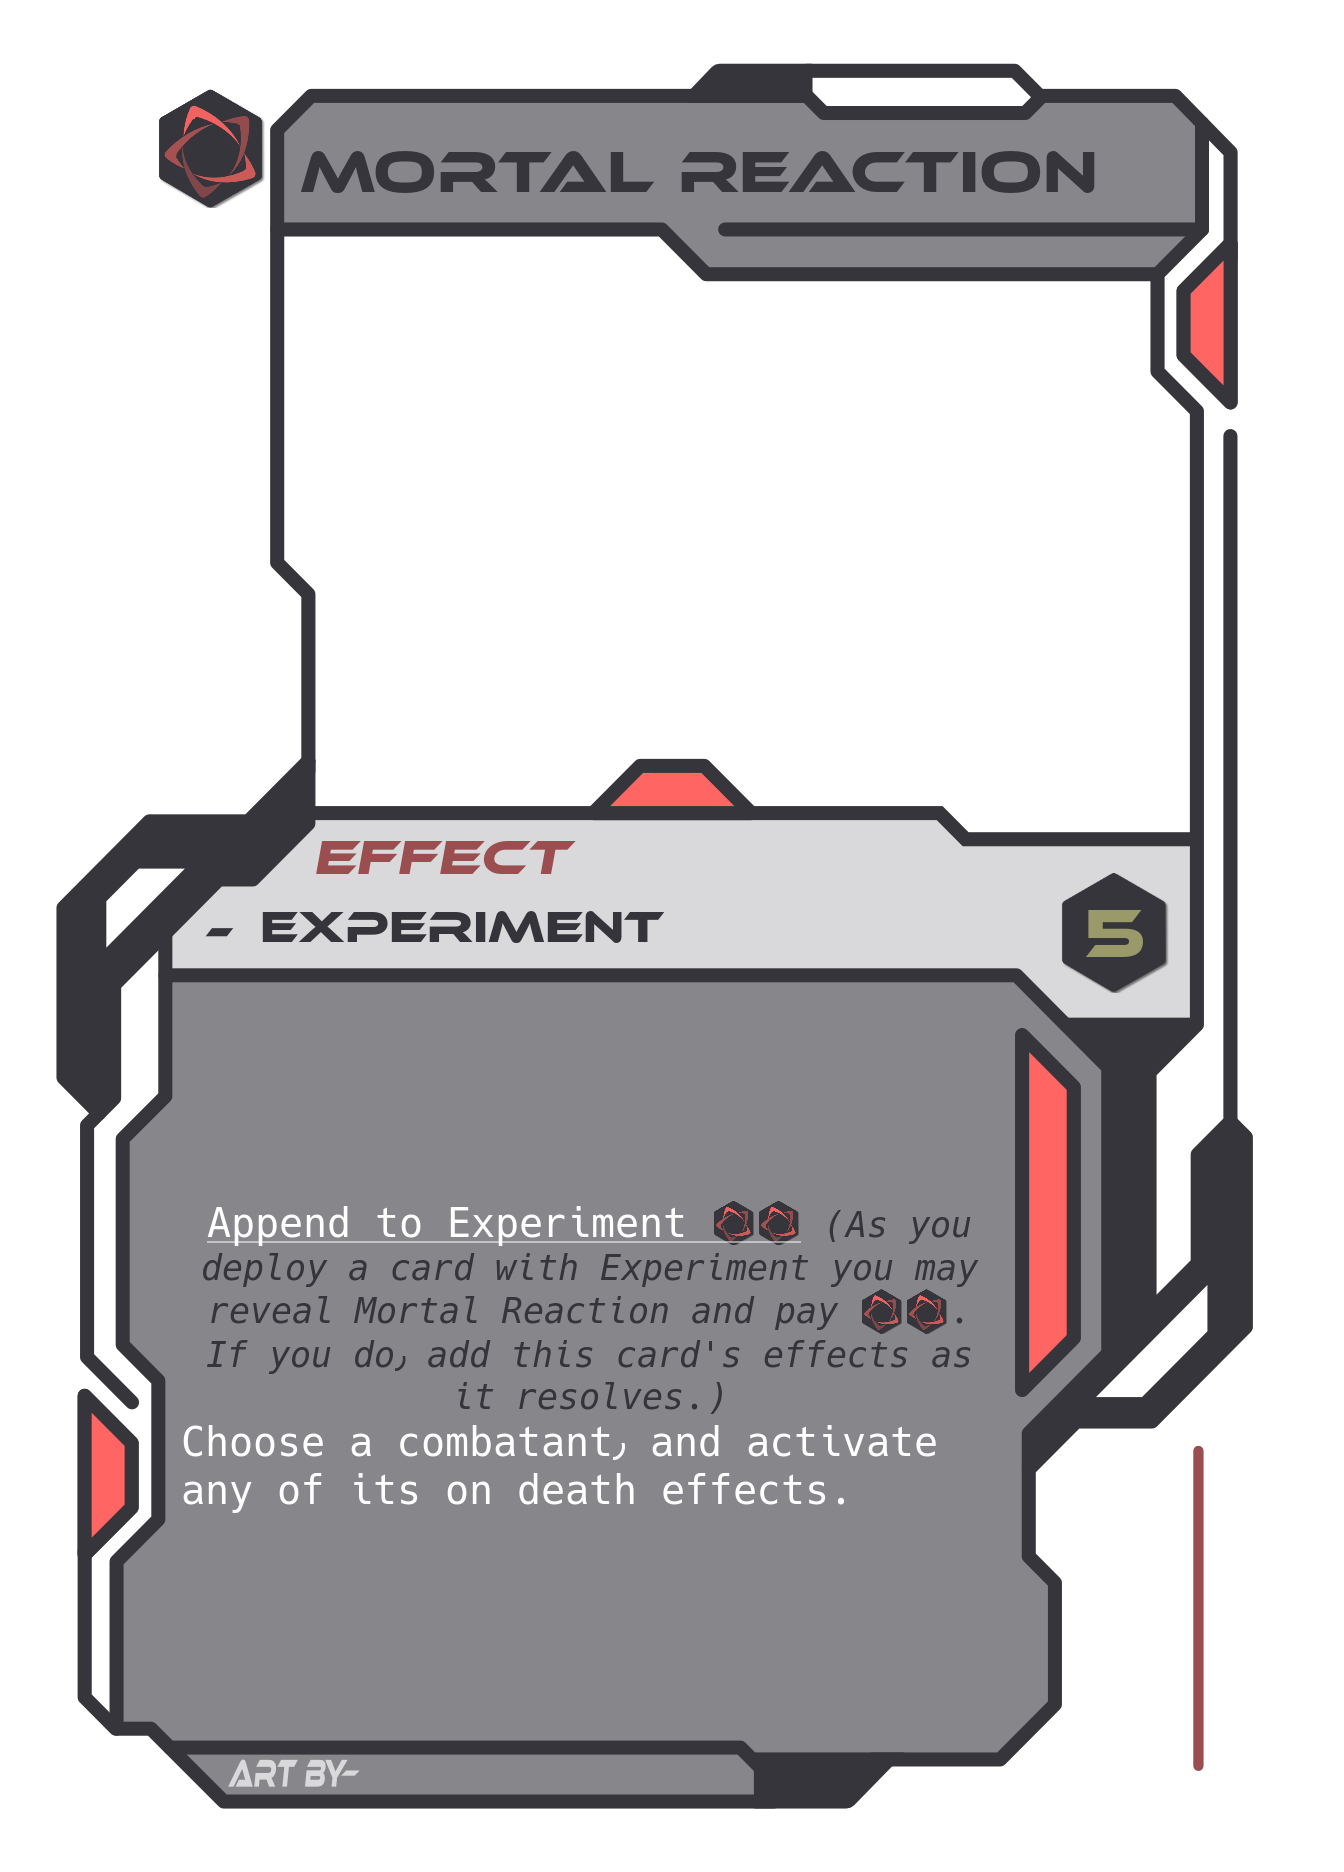 MORTAL REACTION
EFFECT
- EXPERIMENT
5
Append to Experiment (As you
deploy a card with Experiment you may
reveal Mortal Reaction and pay .
If you do, add this card's effects as
it resolves.)
Choose a combatant, and activate
any of its on death effects.
ART BY-